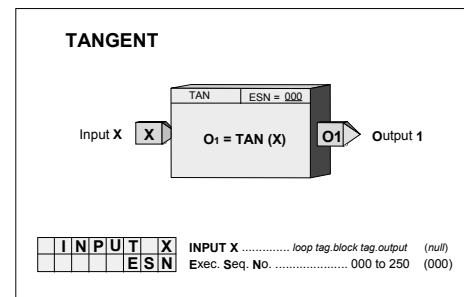 TANGENT
TAN ESN = 000
Input X X O1 = TAN (X) O1 Output 1
INPUT X INPUT X .............. loop tag.block tag.output (null)
ESN Exec. Seq. No. ...................... 000 to 250 (000)